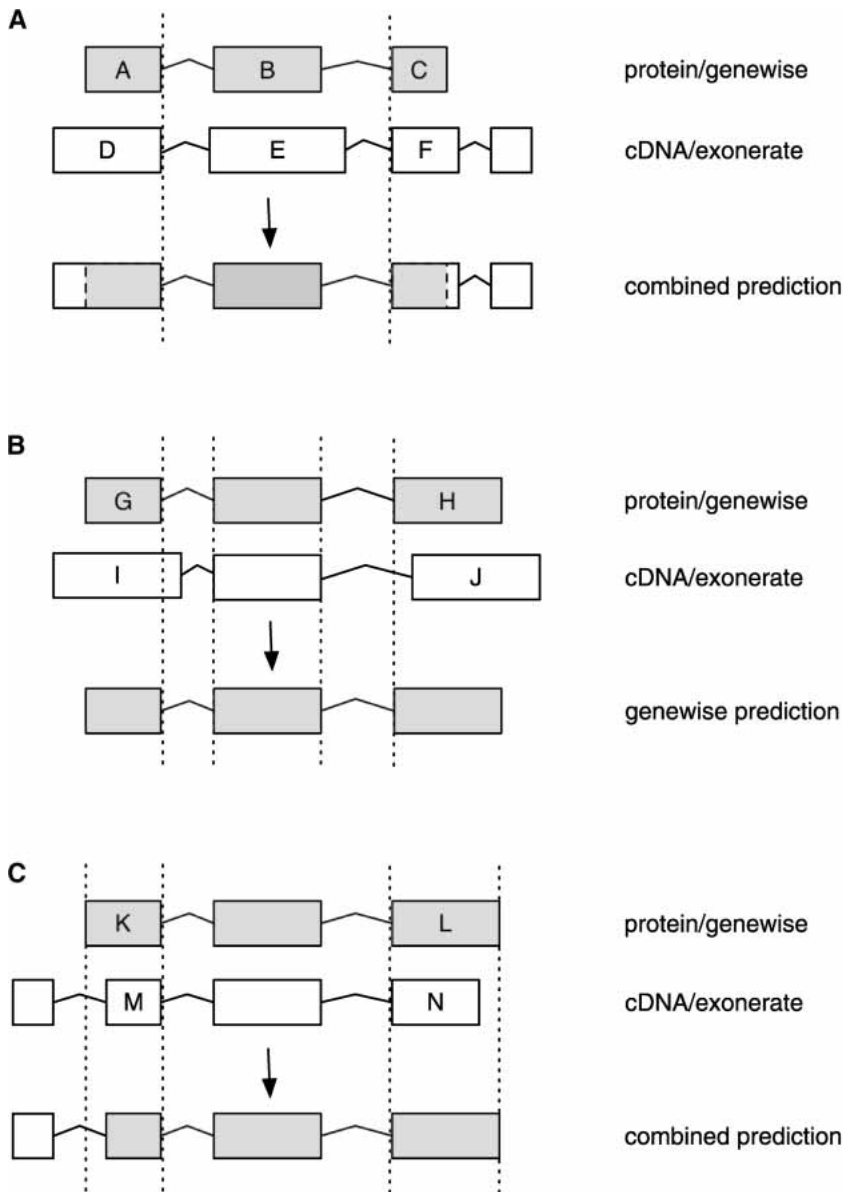 A
A B C protein/genewise
D E F cDNA/exonerate
combined prediction
B
G H protein/genewise
I J cDNA/exonerate
genewise prediction
C
K L protein/genewise
M N cDNA/exonerate
combined prediction